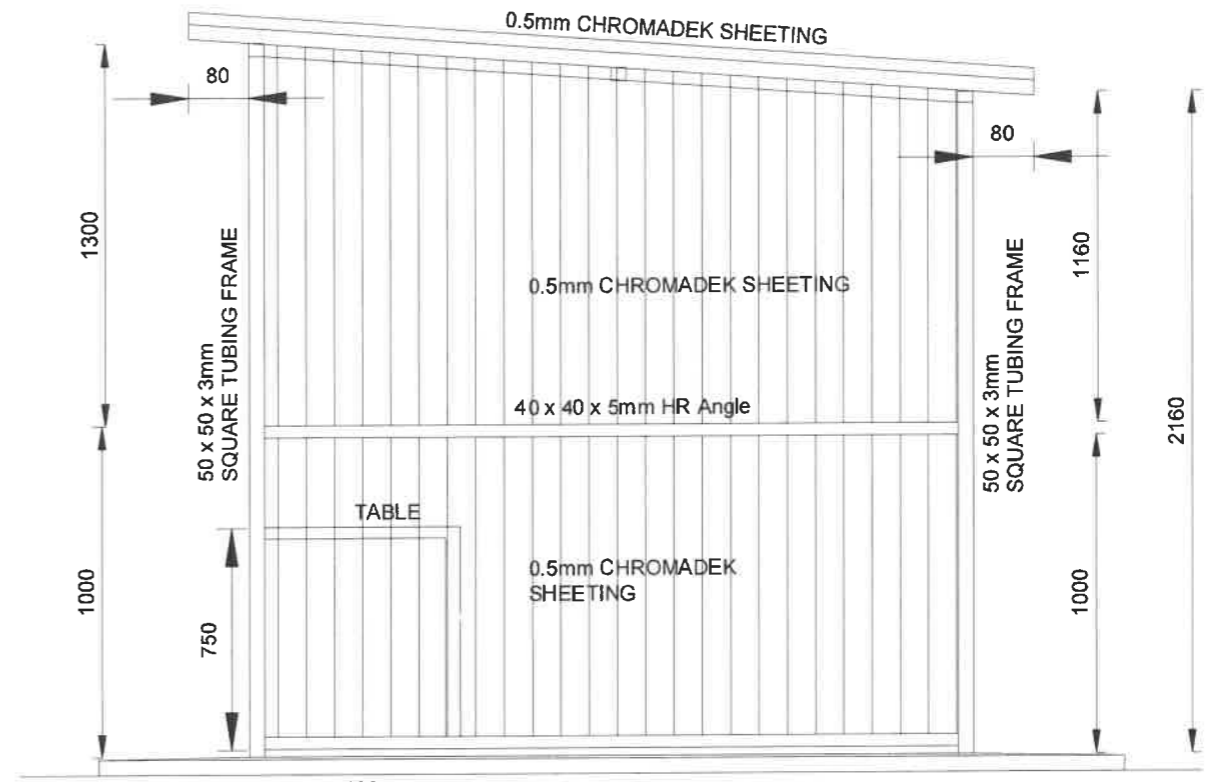 0.5mm CHROMADEK SHEETING
80
80
1300
1160
2160
50 x 50 x 3mm
SQUARE TUBING FRAME
0.5mm CHROMADEK SHEETING
50 x 50 x 3mm
SQUARE TUBING FRAME
40 x 40 x 5mm HR Angle
TABLE
0.5mm CHROMADEK
SHEETING
1000
750
1000